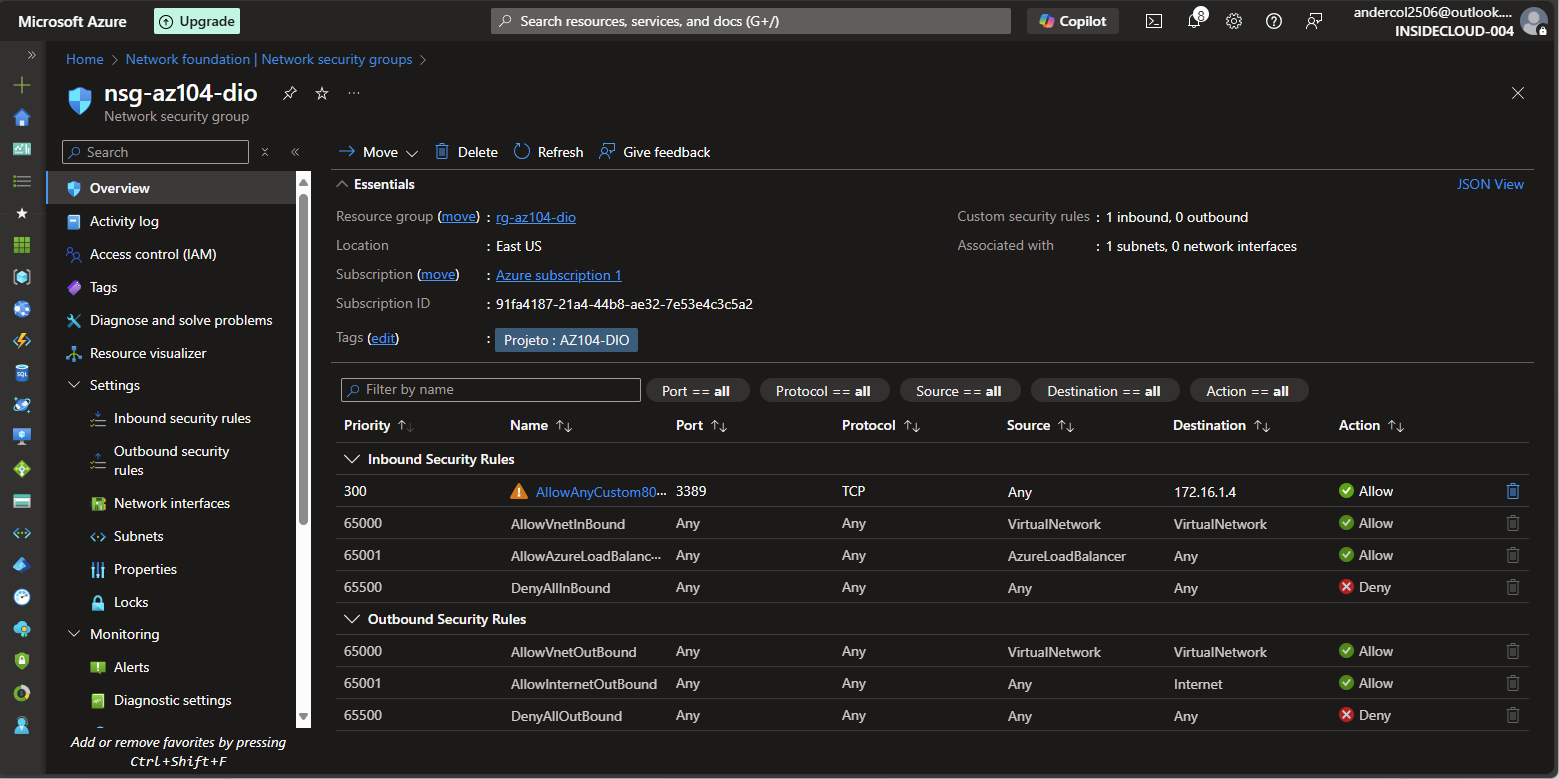 Microsoft Azure
Upgrade
Search resources, services, and docs (G+/)
Copilot
8
andercol2506@outlook....
INSIDECLOUD-004
Home > Network foundation | Network security groups >
nsg-az104-dio
Network security group
Search
Overview
Activity log
Access control (IAM)
Tags
Diagnose and solve problems
Resource visualizer
Settings
Inbound security rules
Outbound security
rules
Network interfaces
Subnets
Properties
Locks
Monitoring
Alerts
Diagnostic settings
Add or remove favorites by pressing
Ctrl+Shift+F
Move
Delete
Refresh
Give feedback
Essentials
JSON View
Resource group (move) : rg-az104-dio
Location : East US
Subscription (move) : Azure subscription 1
Subscription ID : 91fa4187-21a4-44b8-ae32-7e53e4c3c5a2
Tags (edit) : Projeto : AZ104-DIO
Custom security rules : 1 inbound, 0 outbound
Associated with : 1 subnets, 0 network interfaces
Filter by name
Port == all
Protocol == all
Source == all
Destination == all
Action == all
Priority Name Port Protocol Source Destination Action
Inbound Security Rules
300 AllowAnyCustom80... 3389 TCP Any 172.16.1.4 Allow
65000 AllowVnetInBound Any Any VirtualNetwork VirtualNetwork Allow
65001 AllowAzureLoadBalanc... Any Any AzureLoadBalancer Any Allow
65500 DenyAllInBound Any Any Any Any Deny
Outbound Security Rules
65000 AllowVnetOutBound Any Any VirtualNetwork VirtualNetwork Allow
65001 AllowInternetOutBound Any Any Any Internet Allow
65500 DenyAllOutBound Any Any Any Any Deny